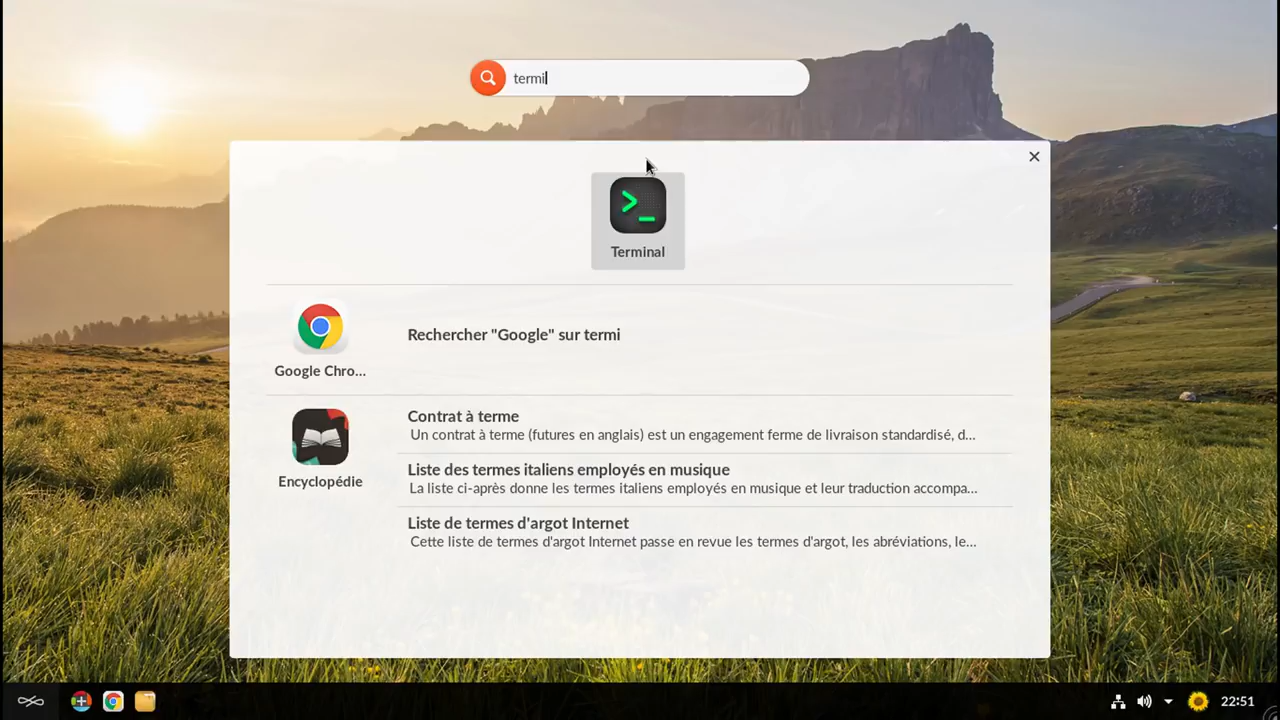 termi
Terminal
Rechercher "Google" sur termi
Google Chro...
Contrat à terme
Un contrat à terme (futures en anglais) est un engagement ferme de livraison standardisé, d...
Encyclopédie
Liste des termes italiens employés en musique
La liste ci-après donne les termes italiens employés en musique et leur traduction accompa...
Liste de termes d'argot Internet
Cette liste de termes d'argot Internet passe en revue les termes d'argot, les abréviations, le...
22:51